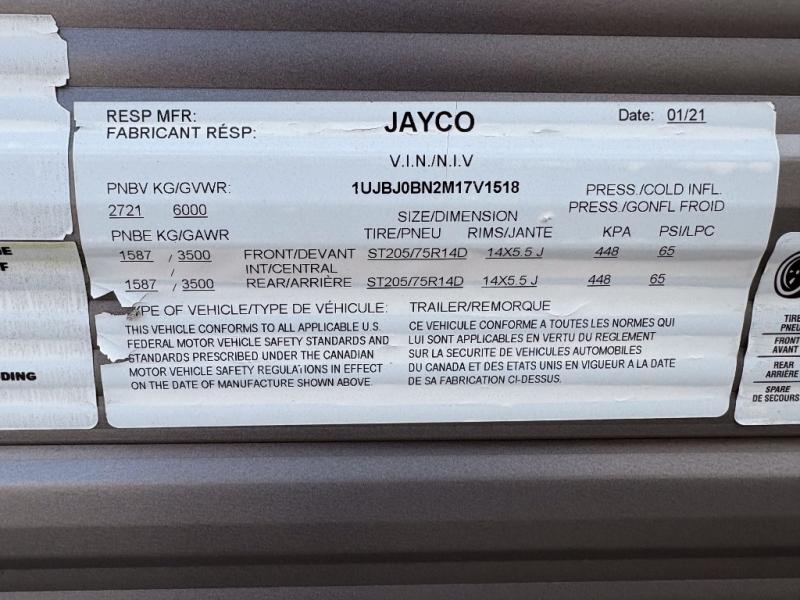 RESP MFR: JAYCO Date: 01/21
FABRICANT RÉSP:
V.I.N./N.I.V
PNBV KG/GVWR: 1UJBJ0BN2M17V1518 PRESS./COLD INFL.
2721 6000 SIZE/DIMENSION PRESS./GONFL FROID
PNBE KG/GAWR TIRE/PNEU RIMS/JANTE KPA PSI/LPC
1587 / 3500 FRONT/DEVANT ST205/75R14D 14X5.5 J 448 65
/ INT/CENTRAL
1587 / 3500 REAR/ARRIÈRE ST205/75R14D 14X5.5 J 448 65
YPE OF VEHICLE/TYPE DE VÉHICULE: TRAILER/REMORQUE
THIS VEHICLE CONFORMS TO ALL APPLICABLE U.S.
FEDERAL MOTOR VEHICLE SAFETY STANDARDS AND
STANDARDS PRESCRIBED UNDER THE CANADIAN
MOTOR VEHICLE SAFETY REGULATIONS IN EFFECT
ON THE DATE OF MANUFACTURE SHOWN ABOVE.
CE VEHICULE CONFORME A TOUTES LES NORMES QUI
LUI SONT APPLICABLES EN VERTU DU REGLEMENT
SUR LA SECURITE DE VEHICULES AUTOMOBILES
DU CANADA ET DES ETATS UNIS EN VIGUEUR A LA DATE
DE SA FABRICATION CI-DESSUS.
DING
TIRE
PNEU
FRONT
AVANT
REAR
ARRIÈRE
SPARE
DE SECOURS